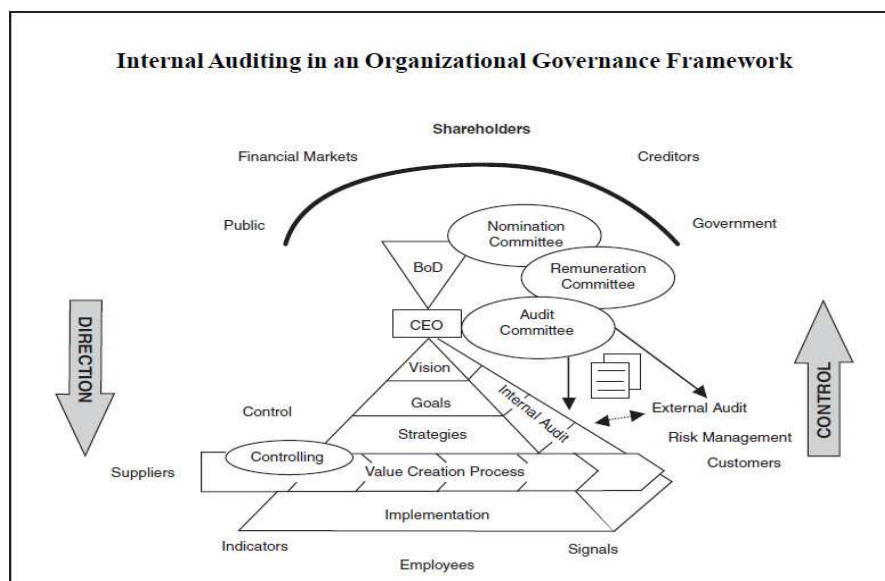 Internal Auditing in an Organizational Governance Framework
Shareholders
Financial Markets
Creditors
Public
Government
Nomination
Committee
BoD
Remuneration
Committee
CEO
Audit
Committee
DIRECTION
CONTROL
Vision
Goals
Internal Audit
External Audit
Control
Strategies
Risk Management
Controlling
Customers
Suppliers
Value Creation Process
Implementation
Indicators
Signals
Employees